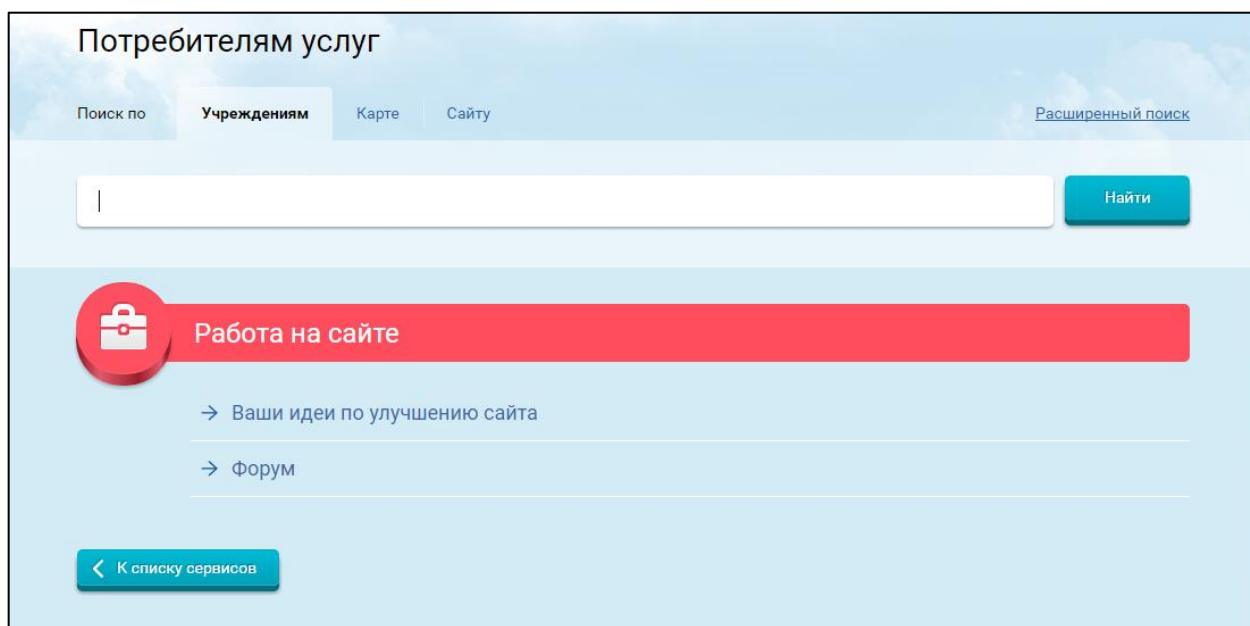 Потребителям услуг
Поиск по Учреждениям Карте Сайту Расширенный поиск
Найти
Работа на сайте
Ваши идеи по улучшению сайта
Форум
К списку сервисов